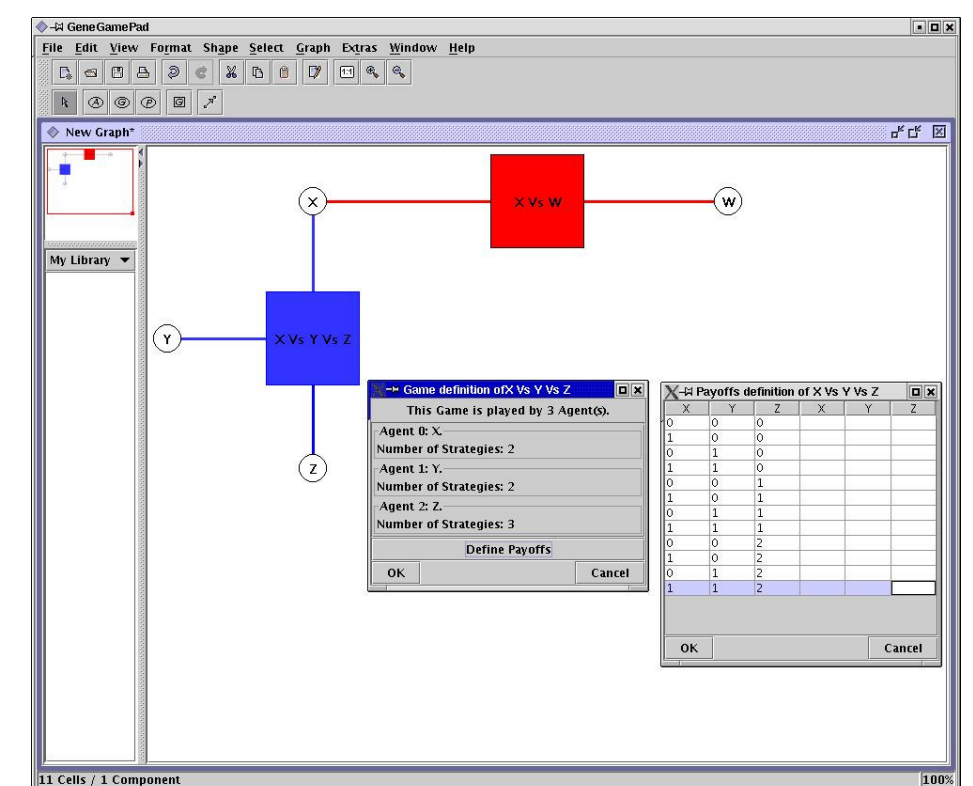 GeneGamePad
File Edit View Format Shape Select Graph Extras Window Help
1:1
A G P G
New Graph*
My Library
X
X Vs W
W
Y
X Vs Y Vs Z
Z
Game definition ofX Vs Y Vs Z
This Game is played by 3 Agent(s).
Agent 0: X.
Number of Strategies: 2
Agent 1: Y.
Number of Strategies: 2
Agent 2: Z.
Number of Strategies: 3
Define Payoffs
OK Cancel
Payoffs definition of X Vs Y Vs Z
X Y Z X Y Z
0 0 0
1 0 0
0 1 0
1 1 0
0 0 1
1 0 1
0 1 1
1 1 1
0 0 2
1 0 2
0 1 2
1 1 2
OK Cancel
11 Cells / 1 Component 100%